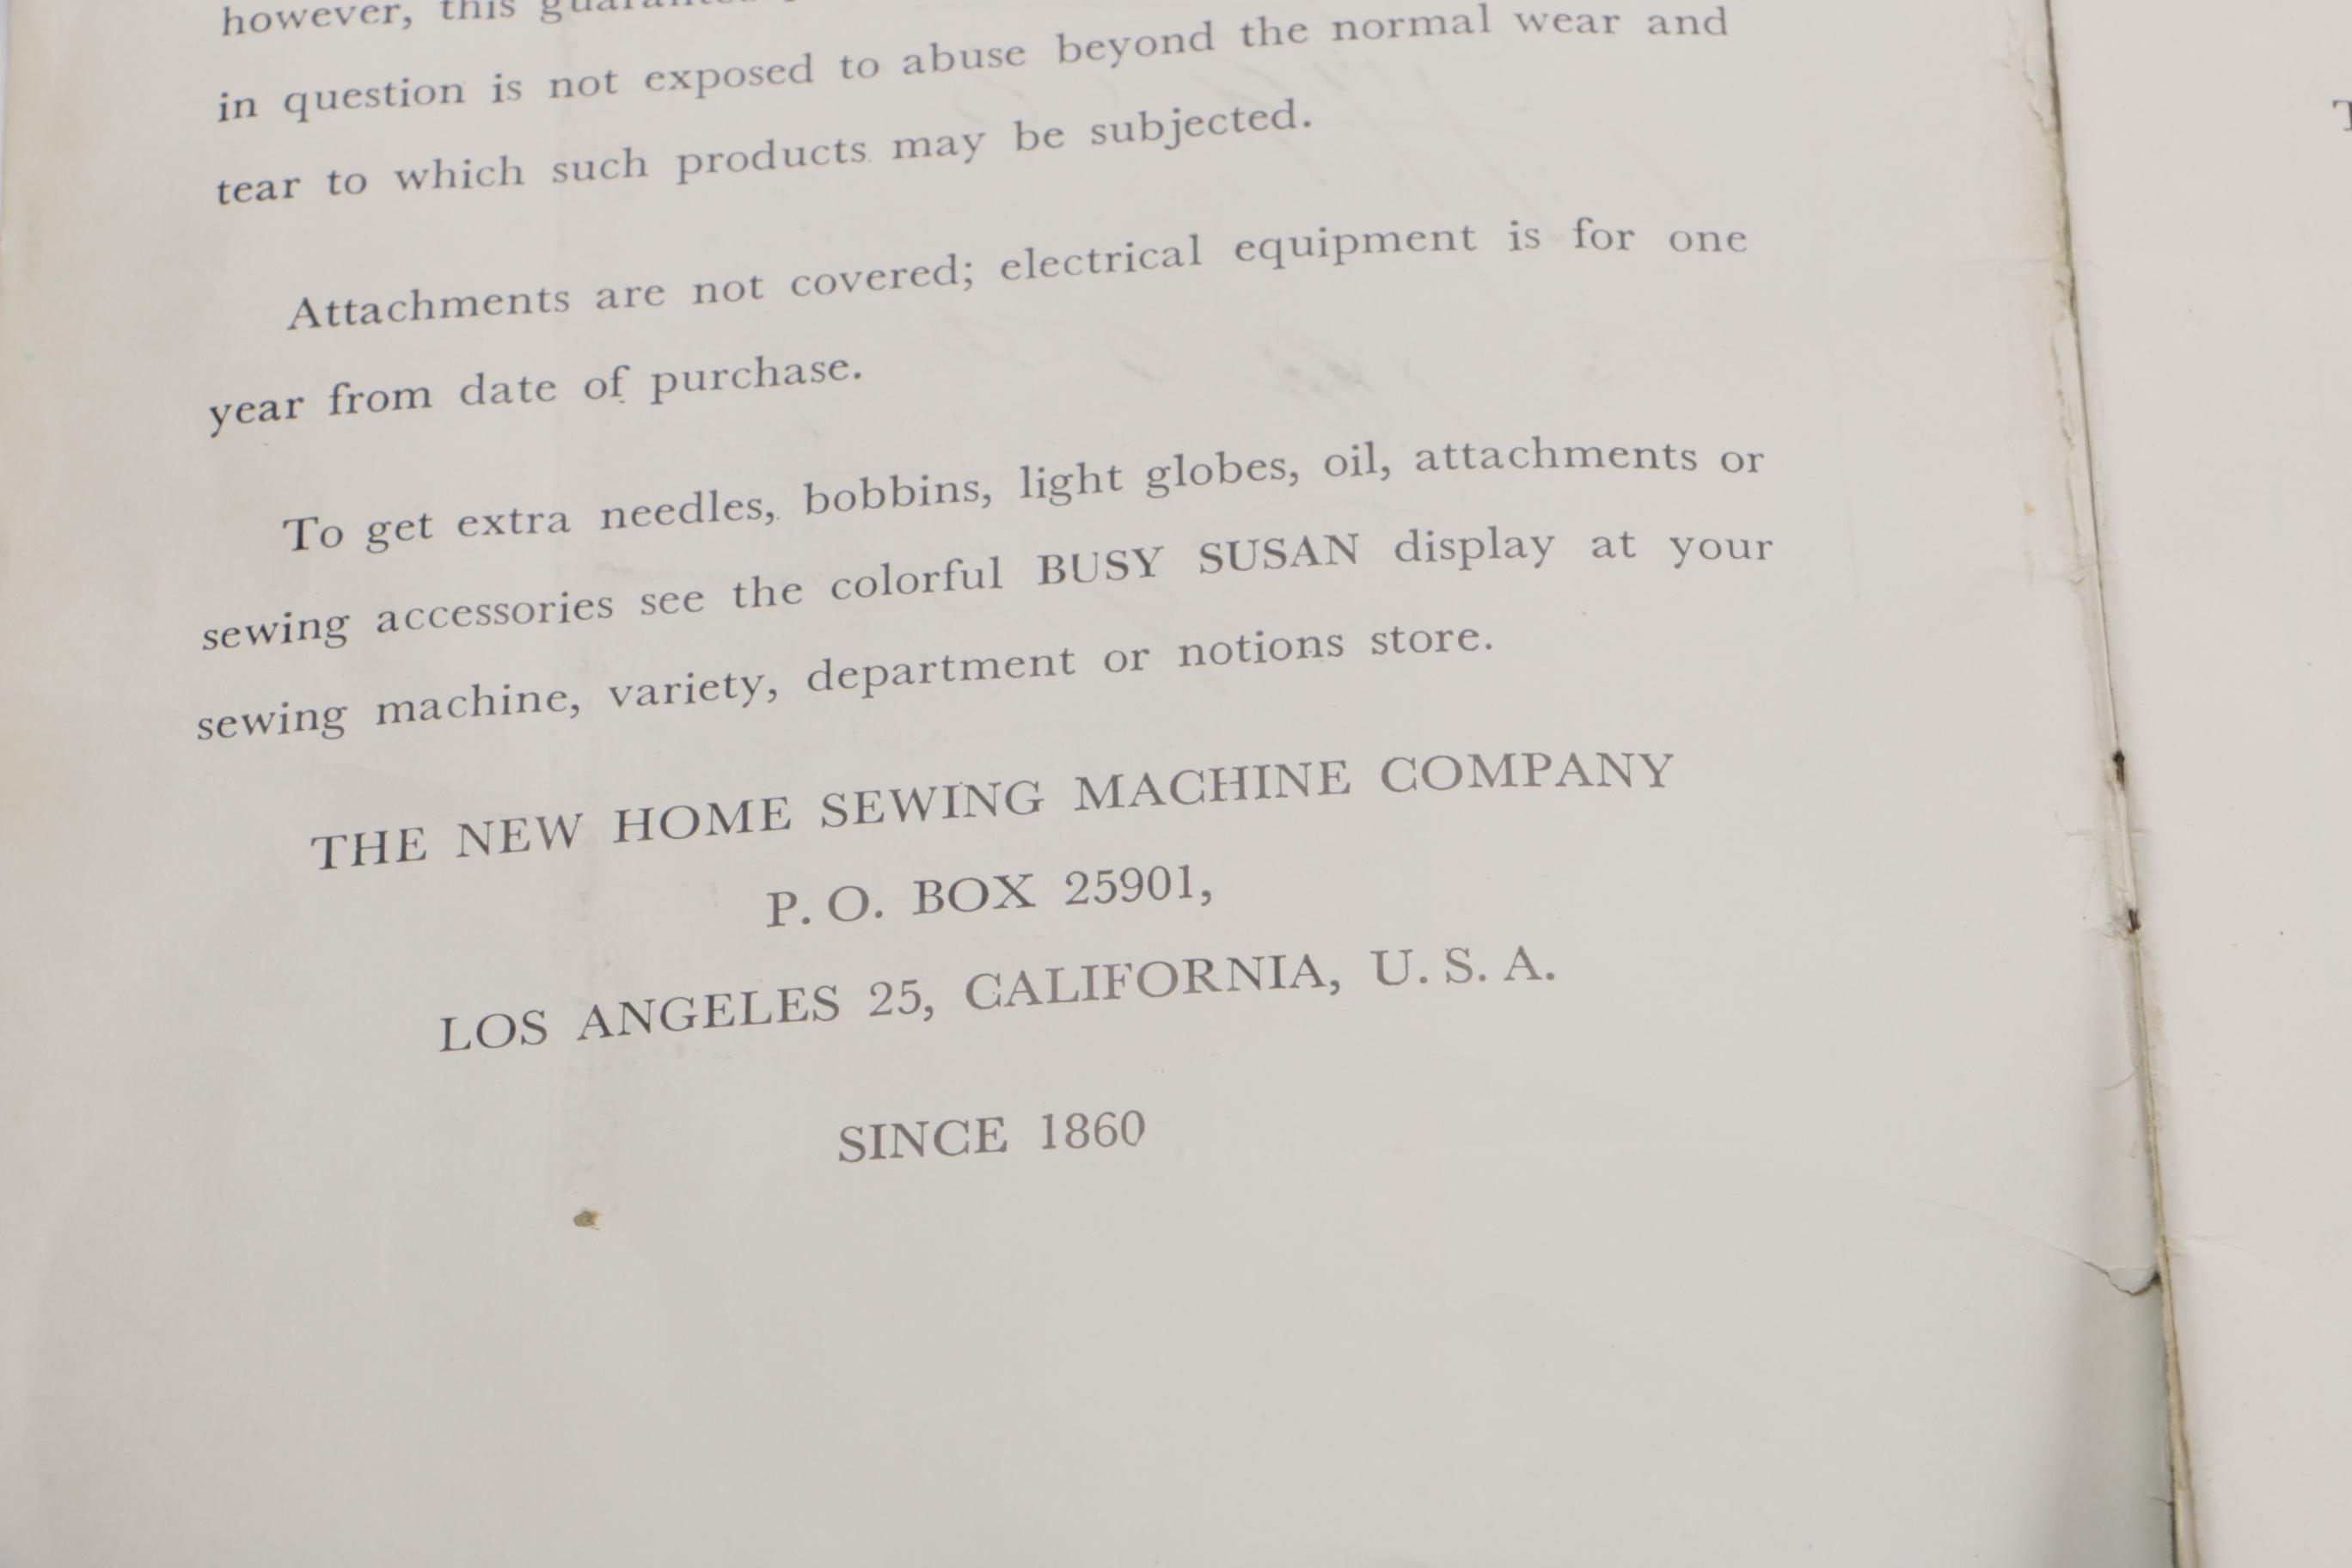 however, this
in question is not exposed to abuse beyond the normal wear and
tear to which such products may be subjected.
Attachments are not covered; electrical equipment is for one
year from date of purchase.
To get extra needles, bobbins, light globes, oil, attachments or
sewing accessories see the colorful BUSY SUSAN display at your
sewing machine, variety, department or notions store.
THE NEW HOME SEWING MACHINE COMPANY
P. O. BOX 25901,
LOS ANGELES 25, CALIFORNIA, U. S. A.
SINCE 1860